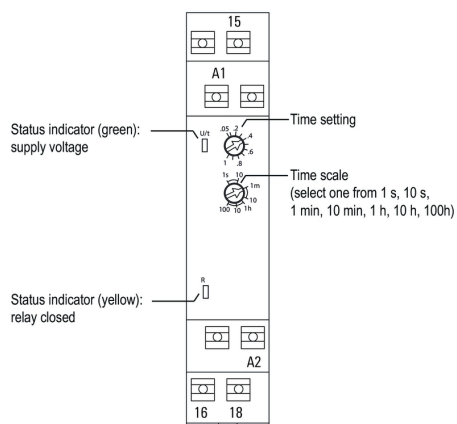 15
A1
Status indicator (green):
supply voltage
U/t
.05 .2 .4 .6 .8 1
Time setting
1s 10 1m 10 1h 10 100
Time scale
(select one from 1 s, 10 s,
1 min, 10 min, 1 h, 10 h, 100h)
R
Status indicator (yellow):
relay closed
A2
16 18